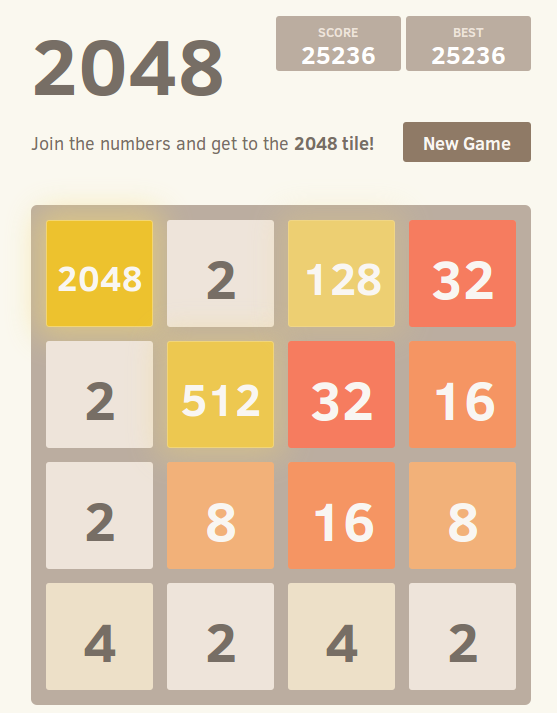 2048
SCORE
25236
BEST
25236
Join the numbers and get to the 2048 tile!
New Game
2048 2 128 32
2 512 32 16
2 8 16 8
4 2 4 2